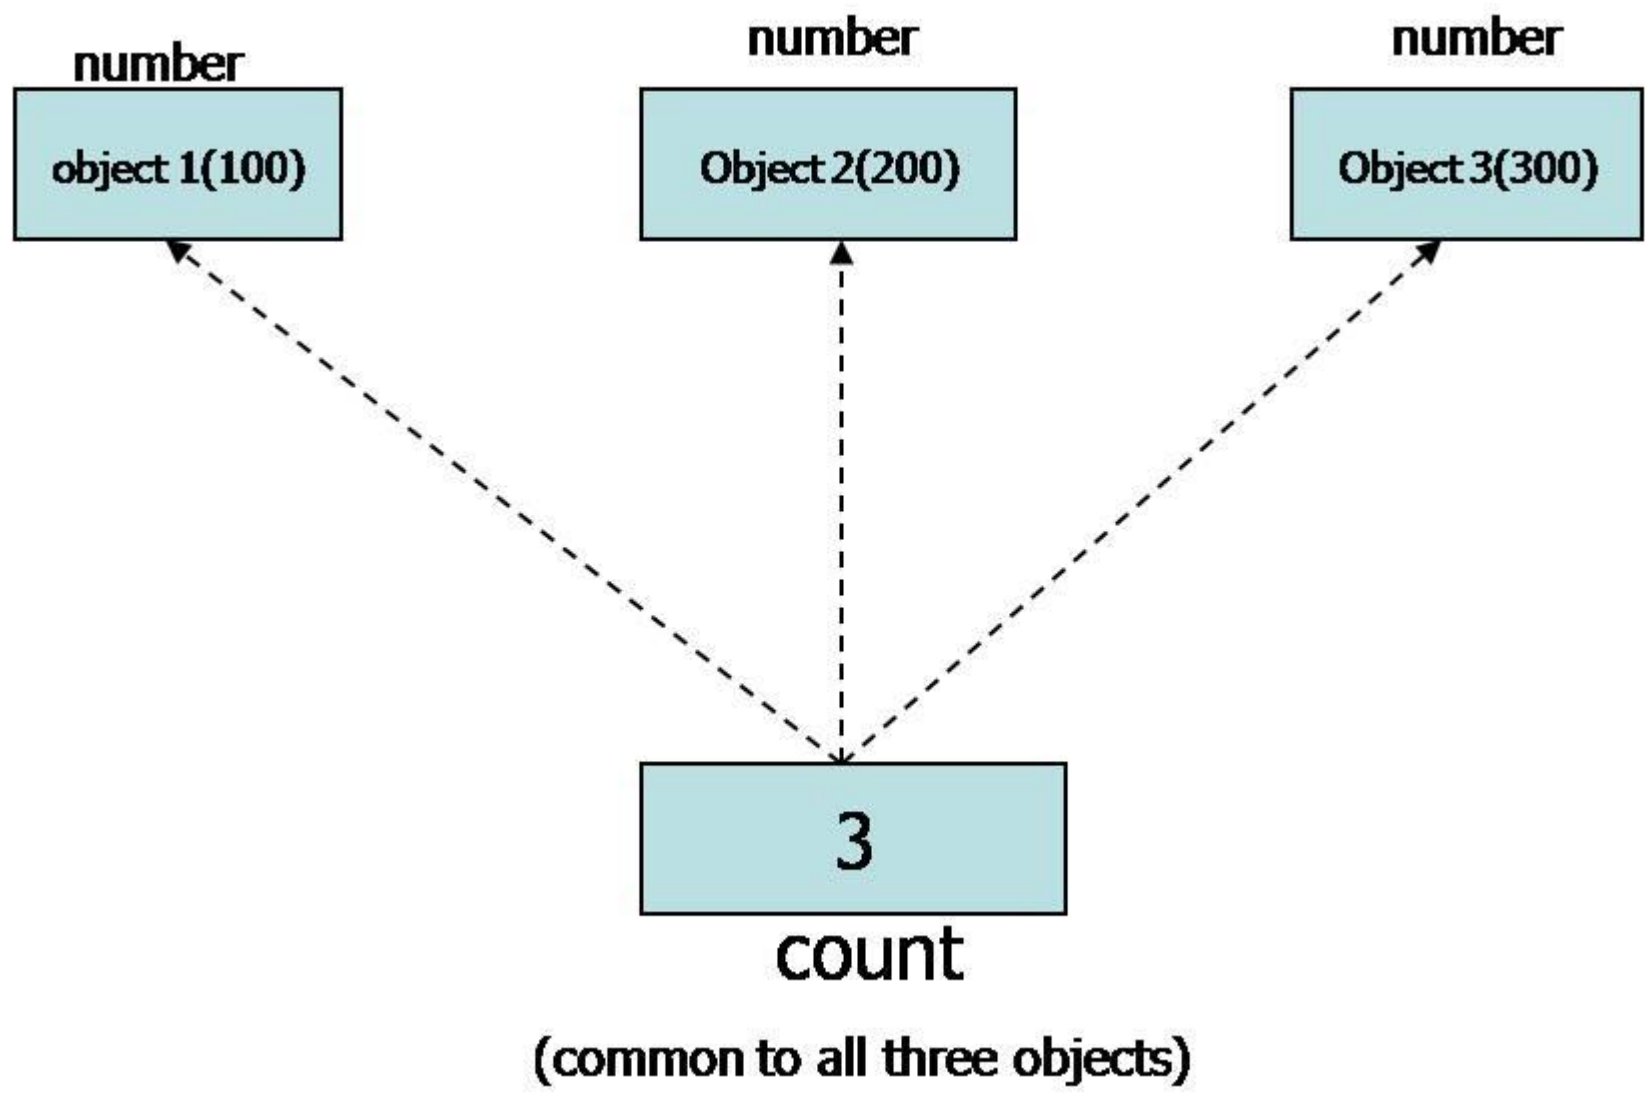 number
number
number
object 1(100)
Object 2(200)
Object 3(300)
3
count
(common to all three objects)